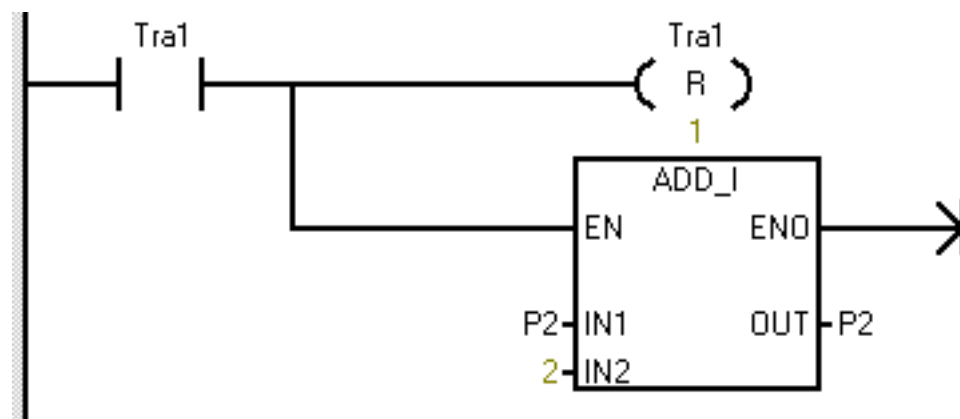 Tra1 Tra1
R
1
ADD_I
EN ENO
P2 IN1 OUT P2
2 IN2